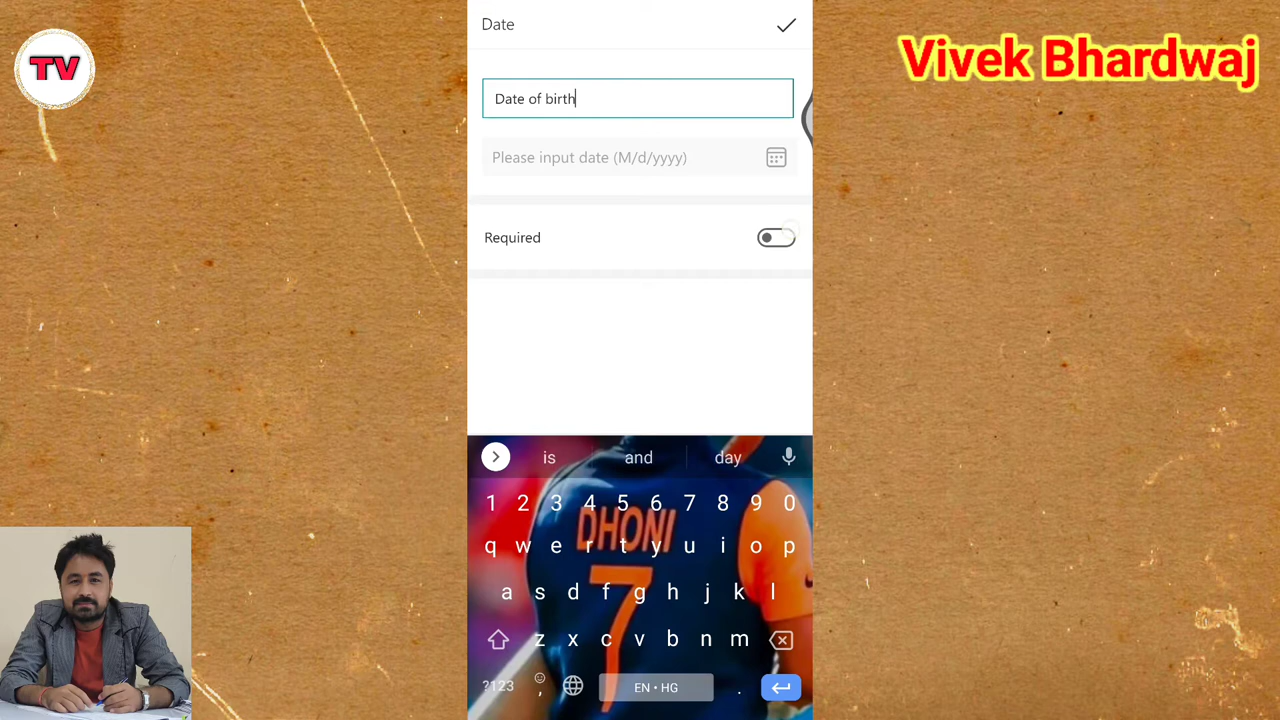 TV
Vivek Bhardwaj
Date
Date of birth
Please input date (M/d/yyyy)
Required
is and day
1 2 3 4 5 6 7 8 9 0
q w e r t y u i o p
a s d f g h j k l
z x c v b n m
?123 , EN • HG .
DHONI
7